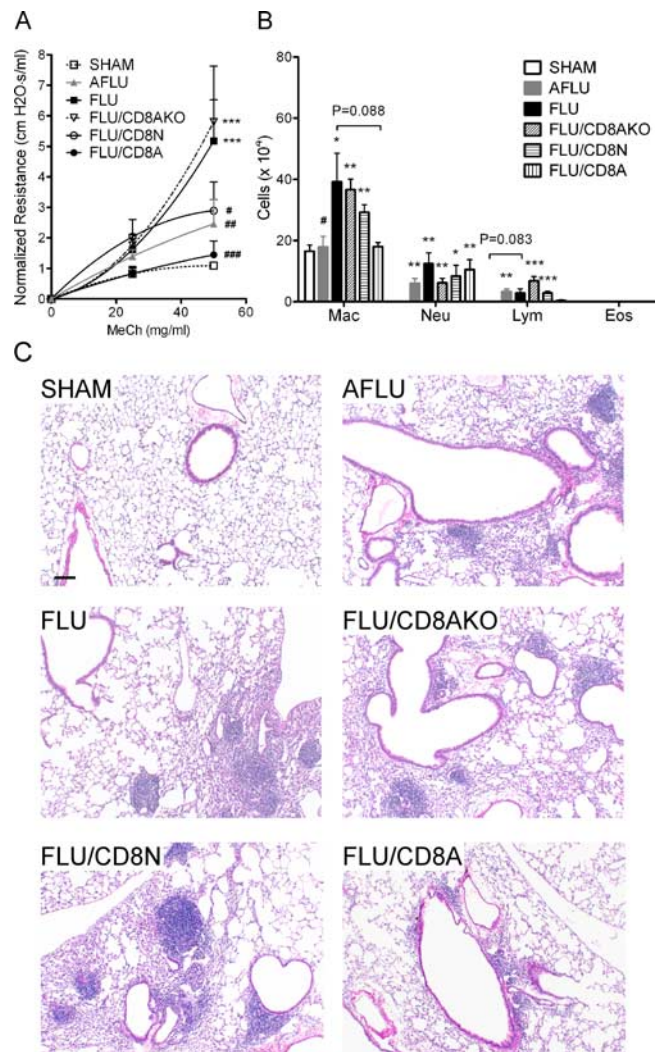 A
Normalized Resistance (cm H2O·s/ml)
8
7
6
5
4
3
2
1
0
0 20 40 60
MeCh (mg/ml)
SHAM
AFLU
FLU
FLU/CD8AKO
FLU/CD8N
FLU/CD8A
***
***
#
##
###
B
Cells (x 10⁻⁴)
80
60
40
20
0
SHAM
AFLU
FLU
FLU/CD8AKO
FLU/CD8N
FLU/CD8A
P=0.088
# * ** **
** ** ** * **
P=0.083
** *** ***
Mac Neu Lym Eos
C
SHAM
AFLU
FLU
FLU/CD8AKO
FLU/CD8N
FLU/CD8A